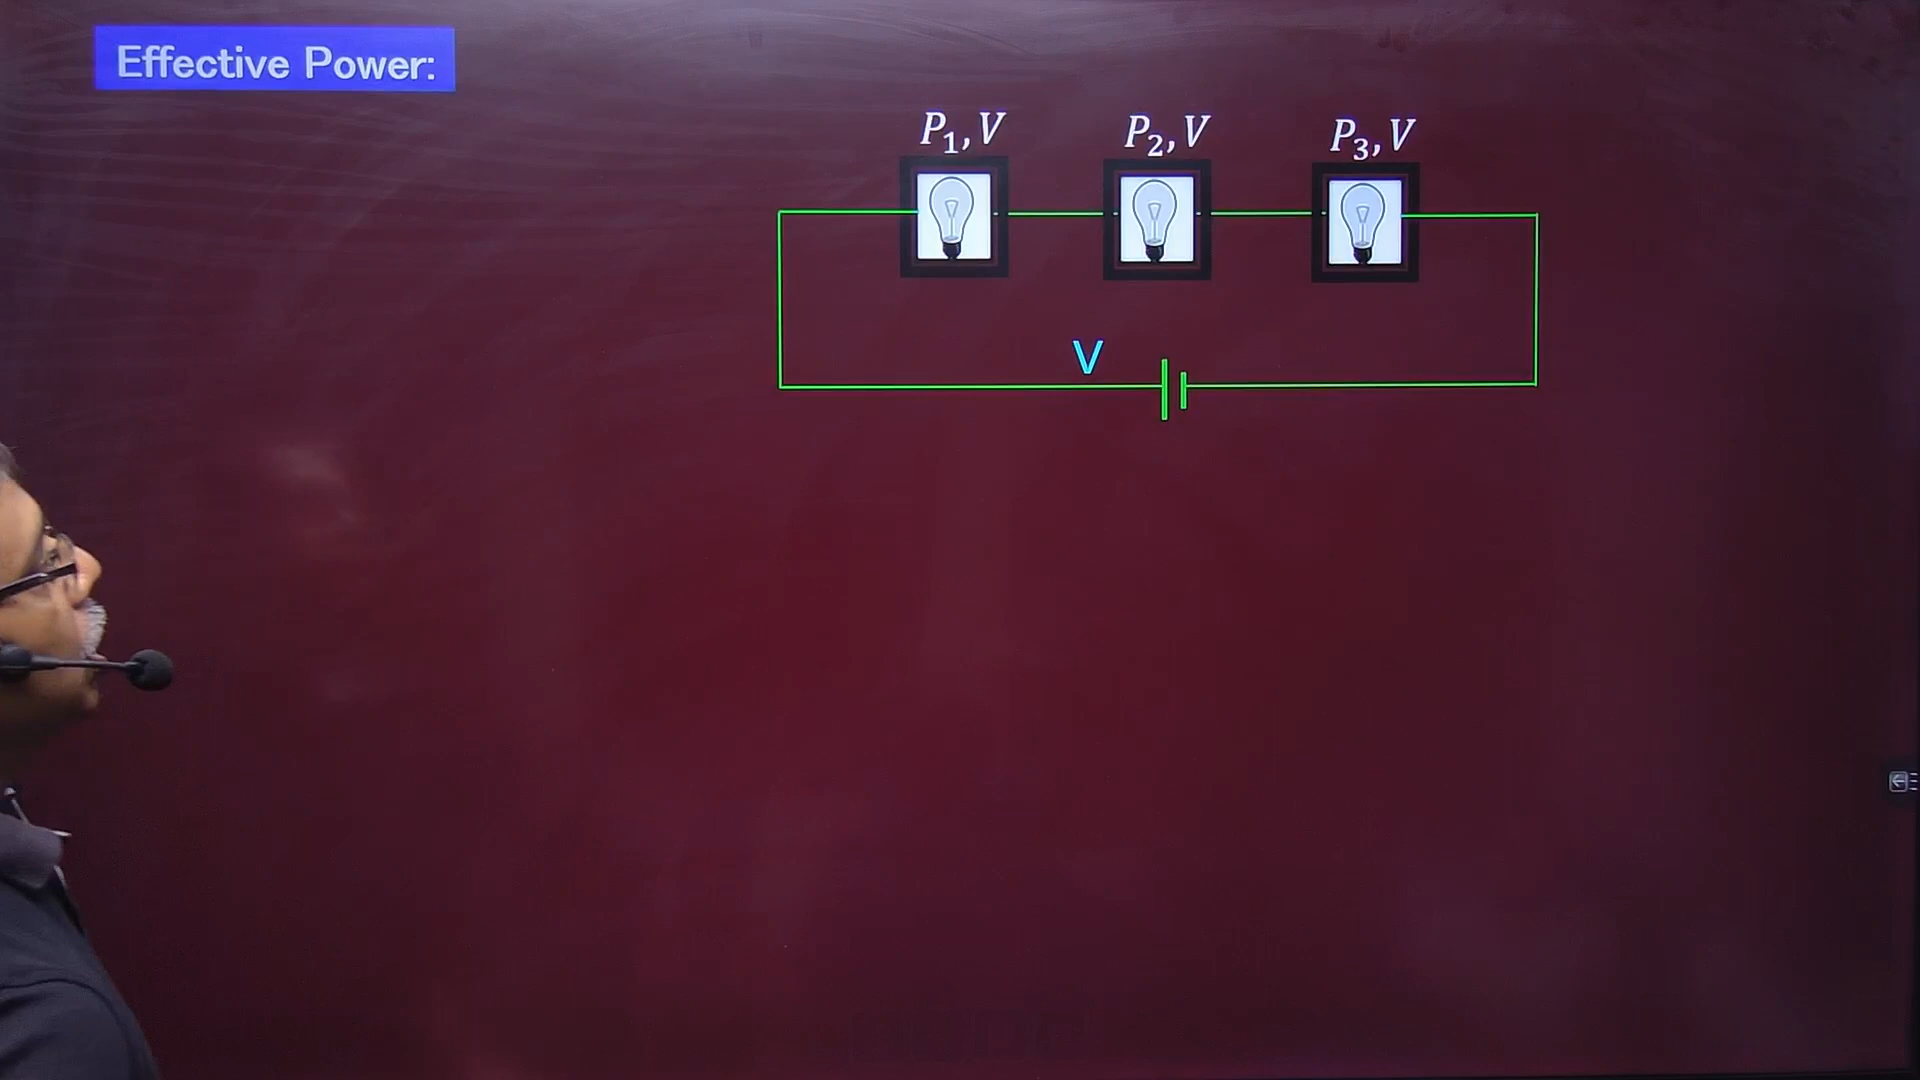 Effective Power:
P₁, V
P₂, V
P₃, V
V